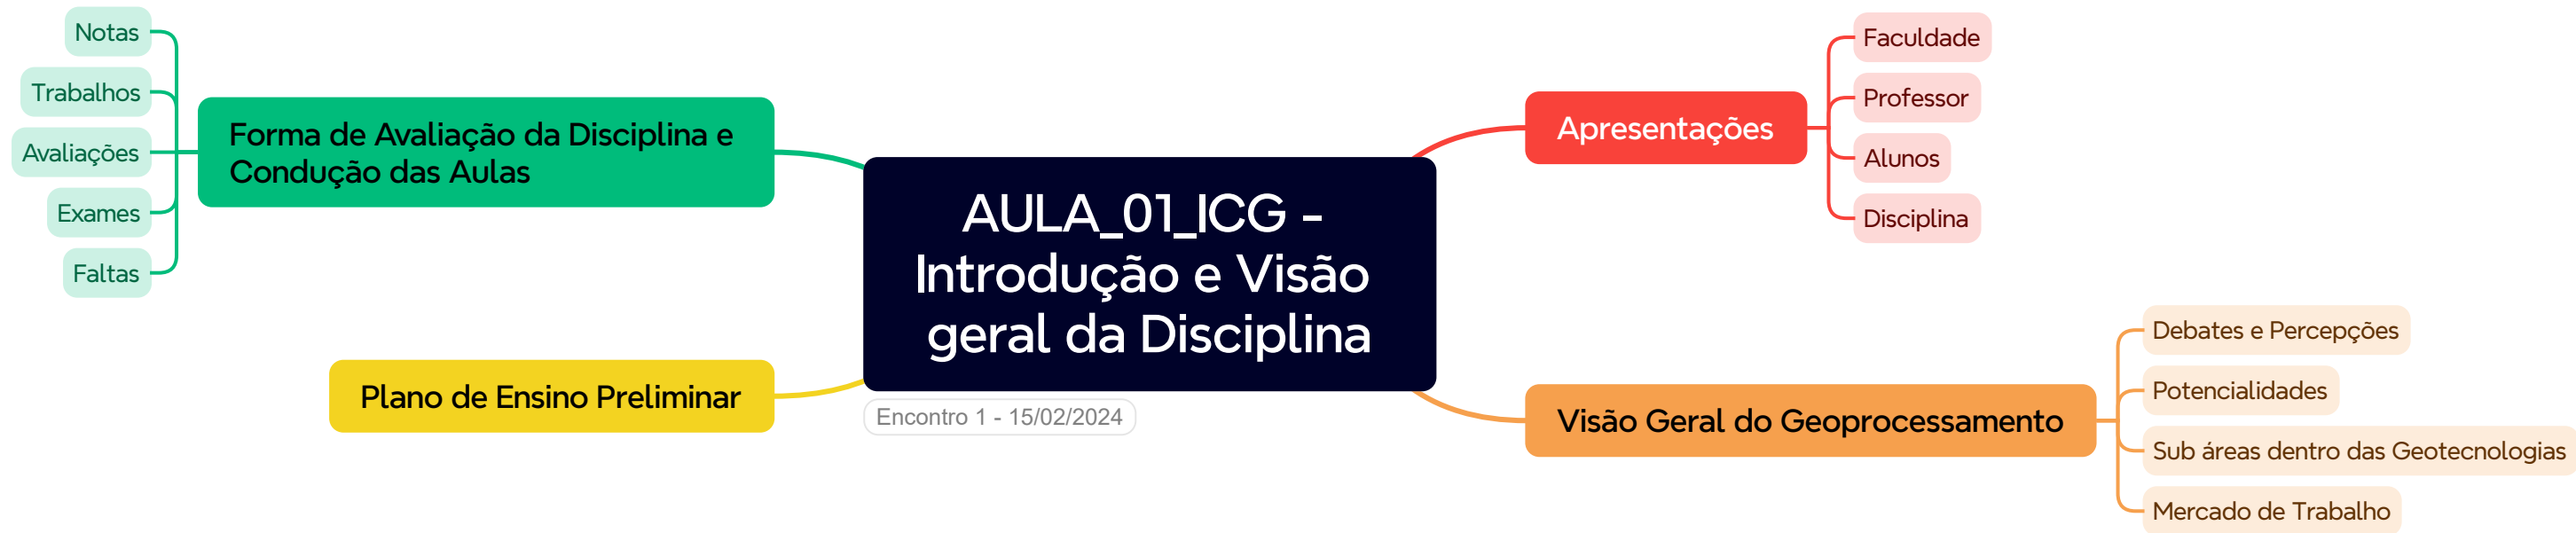 AULA_01_ICG -
Introdução e Visão
geral da Disciplina
Encontro 1 - 15/02/2024
Apresentações
Faculdade
Professor
Alunos
Disciplina
Visão Geral do Geoprocessamento
Debates e Percepções
Potencialidades
Sub áreas dentro das Geotecnologias
Mercado de Trabalho
Forma de Avaliação da Disciplina e
Condução das Aulas
Notas
Trabalhos
Avaliações
Exames
Faltas
Plano de Ensino Preliminar